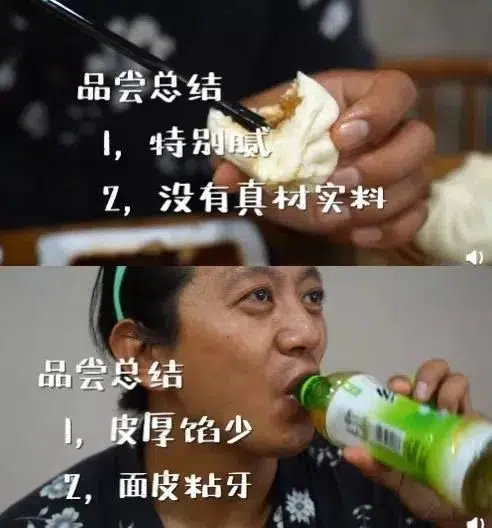 品尝总结
1，特别腻
2，没有真材实料
品尝总结
1，皮厚馅少
2，面皮粘牙